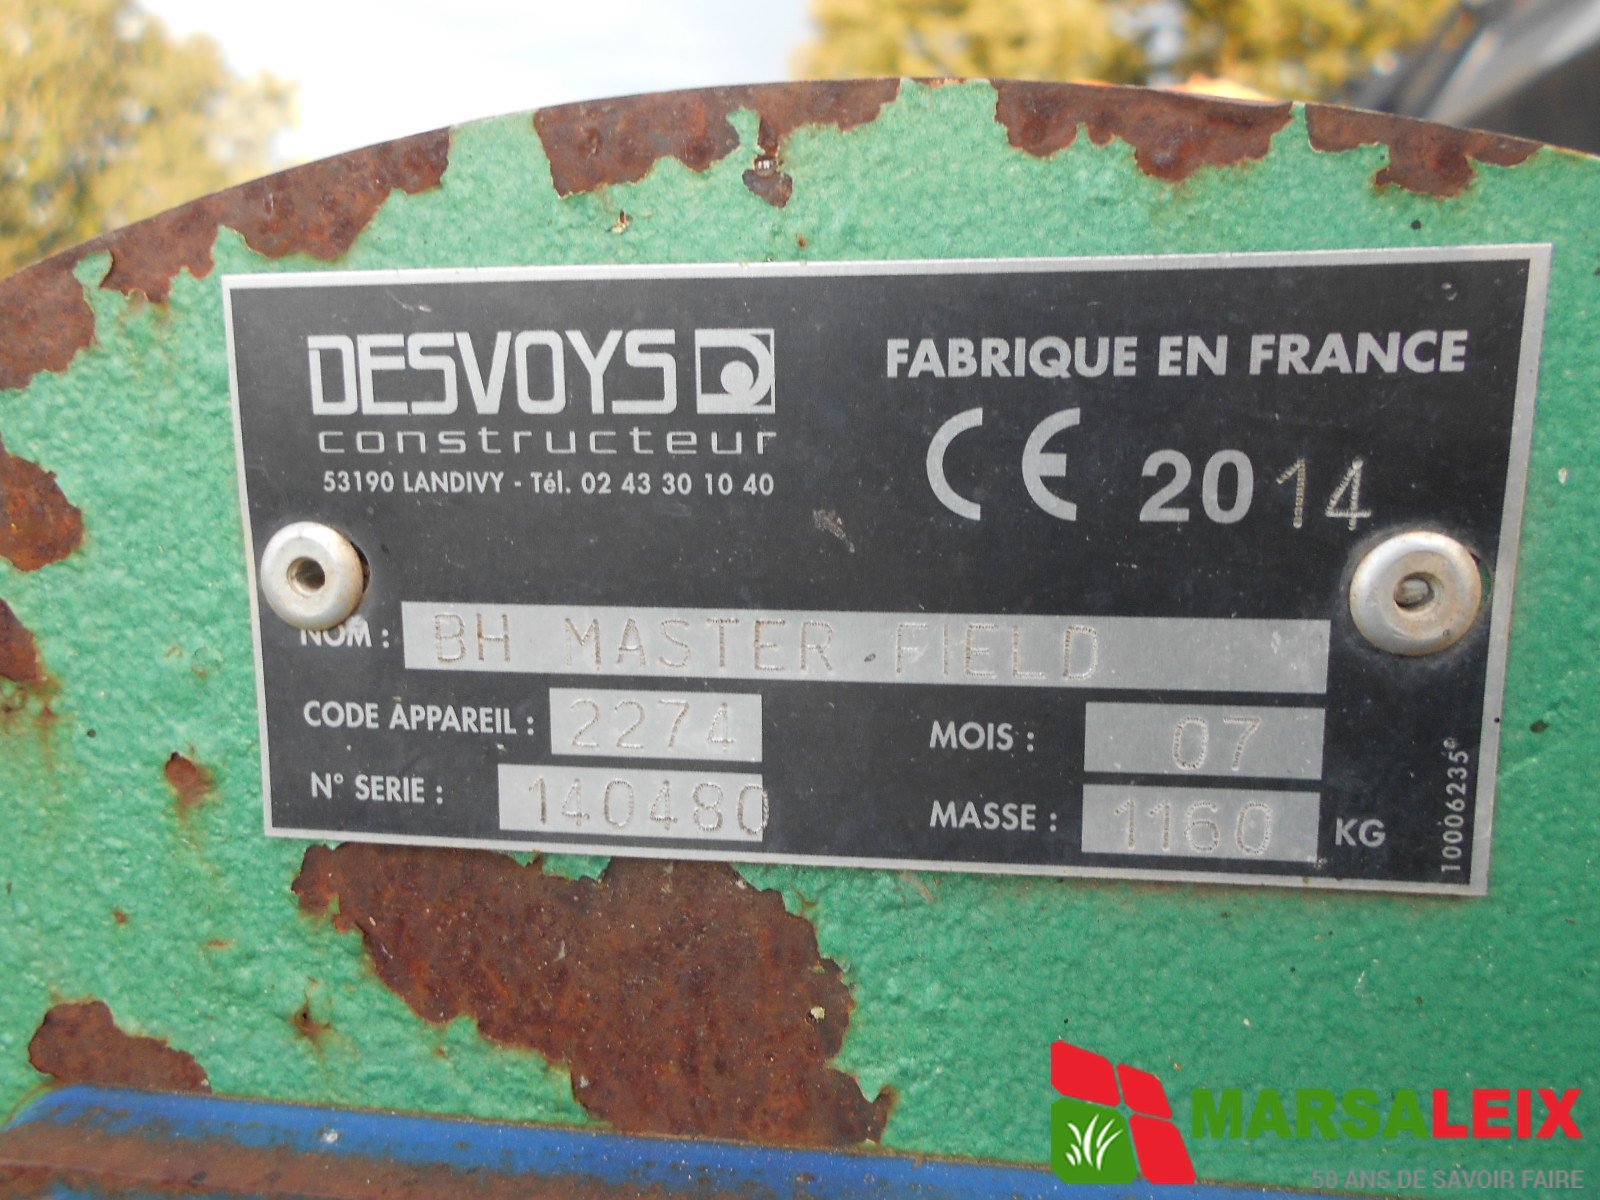 DESVOYS
constructeur
53190 LANDIVY - Tél. 02 43 30 10 40
FABRIQUE EN FRANCE
CE 2014
NOM : BH MASTER FIELD
CODE APPAREIL : 2274
MOIS : 07
N° SERIE : 140480
MASSE : 1160 KG
10006235
MARSALEIX
50 ANS DE SAVOIR FAIRE